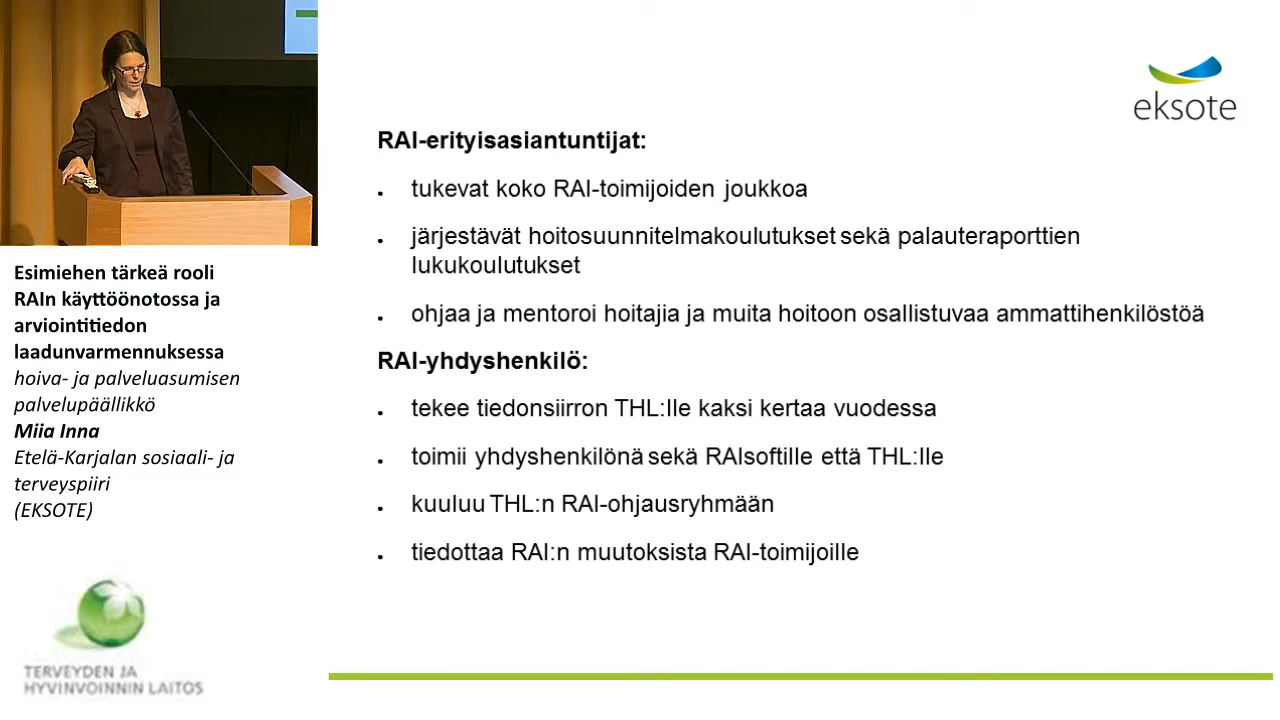 Esimiehen tärkeä rooli
RAIn käyttöönotossa ja
arviointitiedon
laadunvarmennuksessa
hoiva- ja palveluasumisen
palvelupäällikkö
Miia Inna
Etelä-Karjalan sosiaali- ja
terveyspiiri
(EKSOTE)
TERVEYDEN JA
HYVINVOINNIN LAITOS
eksote
RAI-erityisasiantuntijat:
• tukevat koko RAI-toimijoiden joukkoa
• järjestävät hoitosuunnitelmakoulutukset sekä palauteraporttien
lukukoulutukset
• ohjaa ja mentoroi hoitajia ja muita hoitoon osallistuvaa ammattihenkilöstöä
RAI-yhdyshenkilö:
• tekee tiedonsiirron THL:lle kaksi kertaa vuodessa
• toimii yhdyshenkilönä sekä RAIsoftille että THL:lle
• kuuluu THL:n RAI-ohjausryhmään
• tiedottaa RAI:n muutoksista RAI-toimijoille